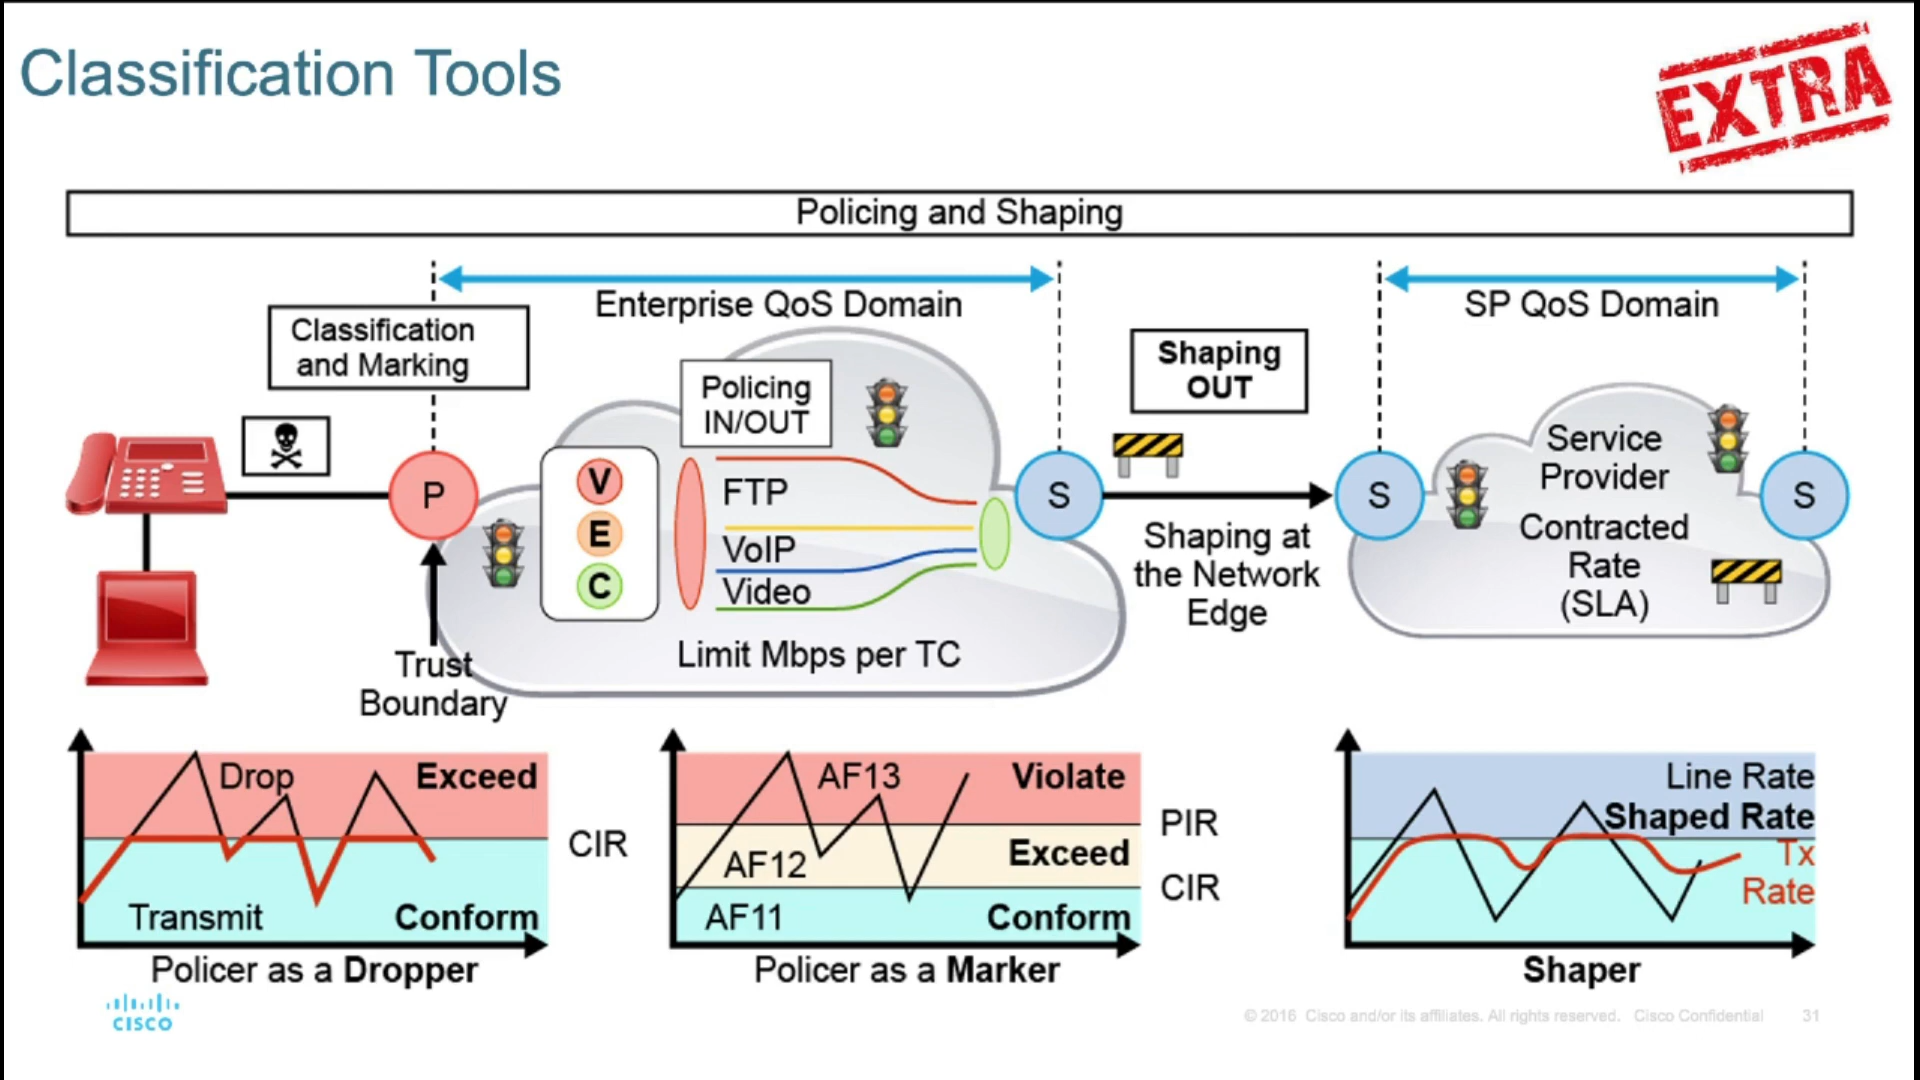 Classification Tools
EXTRA
Policing and Shaping
Enterprise QoS Domain
SP QoS Domain
Classification
and Marking
Policing
IN/OUT
Shaping
OUT
P
V
E
C
FTP
VoIP
Video
Limit Mbps per TC
S
Shaping at
the Network
Edge
S
Service
Provider
Contracted
Rate
(SLA)
S
Trust
Boundary
Drop
Exceed
CIR
Transmit
Conform
Policer as a Dropper
AF13
Violate
PIR
AF12
Exceed
CIR
AF11
Conform
Policer as a Marker
Line Rate
Shaped Rate
Tx
Rate
Shaper
CISCO
© 2016 Cisco and/or its affiliates. All rights reserved. Cisco Confidential 31